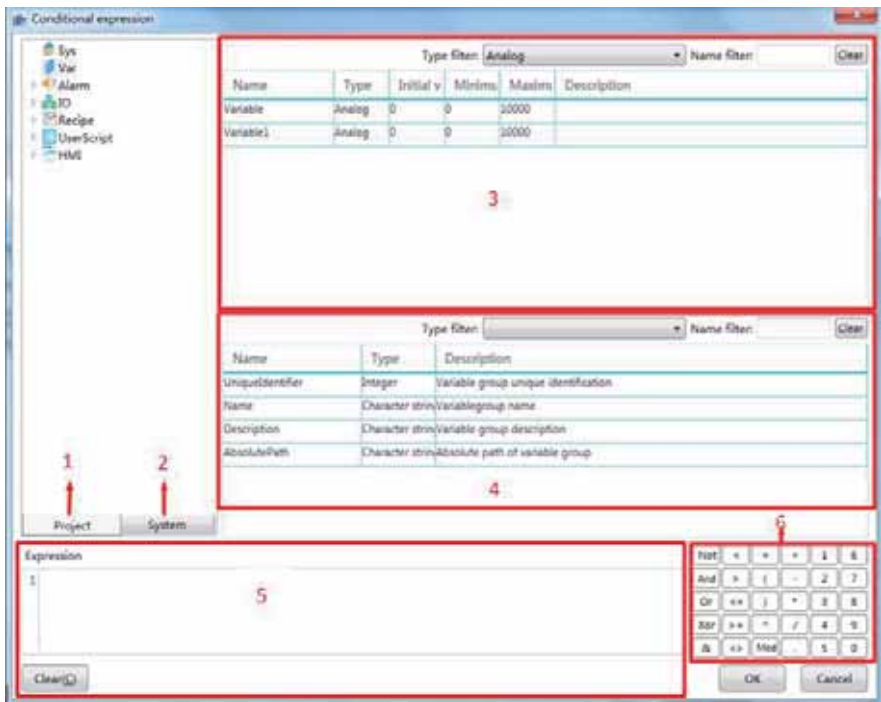 Conditional expression
Sys
Var
Alarm
IO
Recipe
UserScript
HMI
Type filter: Analog Name filter: Clear
Name Type Initial v Minimu Maximu Description
Variable Analog 0 0 10000
Variable1 Analog 0 0 10000
3
Type filter: Name filter: Clear
Name Type Description
UniqueIdentifier Integer Variable group unique identification
Name Character strin Variablegroup name
Description Character strin Variable group description
AbsolutePath Character strin Absolute path of variable group
4
1 2
Project System
6
Expression
1
5
Not < = + 1 6
And > ( - 2 7
Or <= ) * 3 8
Xor >= ^ / 4 9
& <> Mod . 5 0
Clear(C) OK Cancel